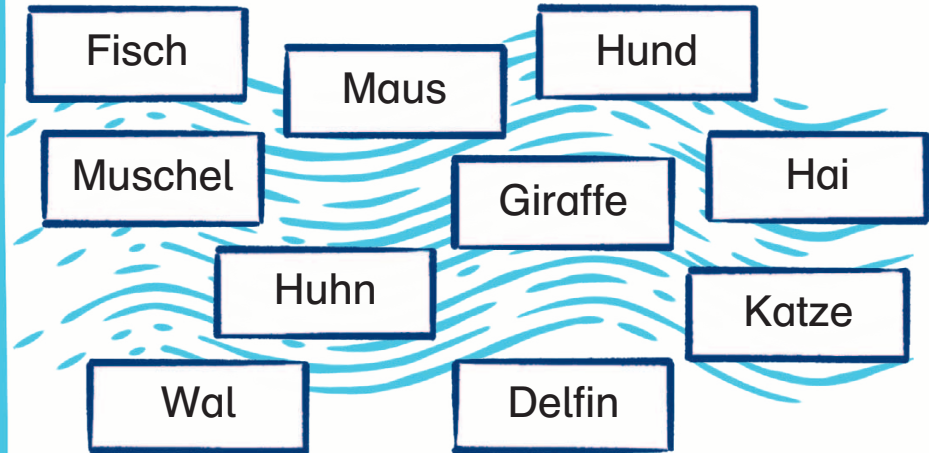 Fisch
Maus
Hund
Muschel
Giraffe
Hai
Huhn
Katze
Wal
Delfin